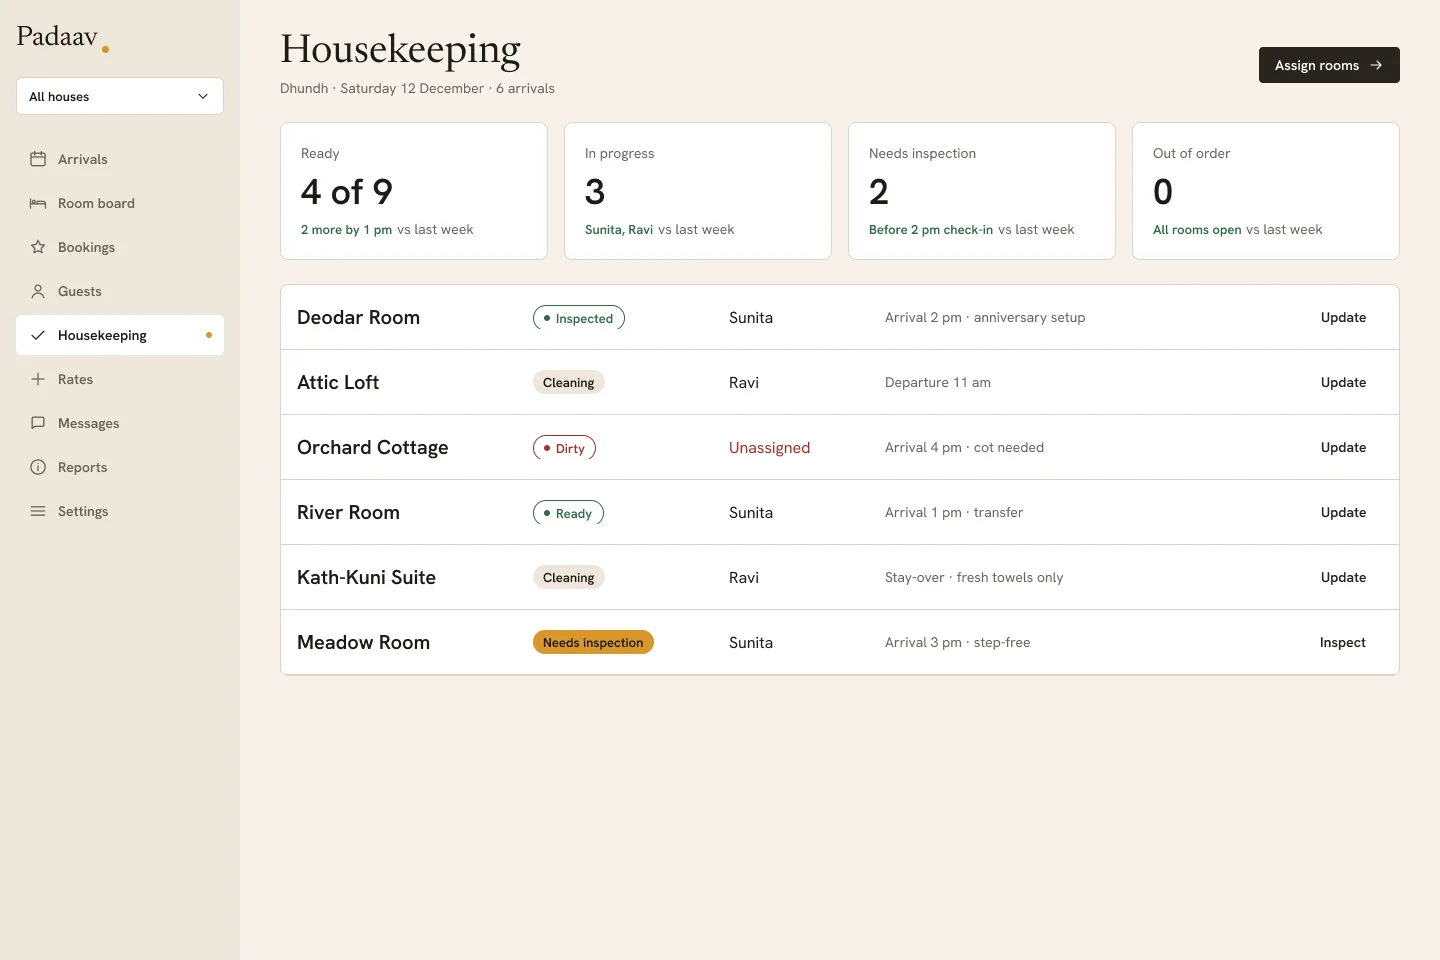 Padaav
All houses
Arrivals
Room board
Bookings
Guests
Housekeeping
Rates
Messages
Reports
Settings
Housekeeping
Dhundh · Saturday 12 December · 6 arrivals
Assign rooms
Ready
4 of 9
2 more by 1 pm vs last week
In progress
3
Sunita, Ravi vs last week
Needs inspection
2
Before 2 pm check-in vs last week
Out of order
0
All rooms open vs last week
Deodar Room Inspected Sunita Arrival 2 pm · anniversary setup Update
Attic Loft Cleaning Ravi Departure 11 am Update
Orchard Cottage Dirty Unassigned Arrival 4 pm · cot needed Update
River Room Ready Sunita Arrival 1 pm · transfer Update
Kath-Kuni Suite Cleaning Ravi Stay-over · fresh towels only Update
Meadow Room Needs inspection Sunita Arrival 3 pm · step-free Inspect